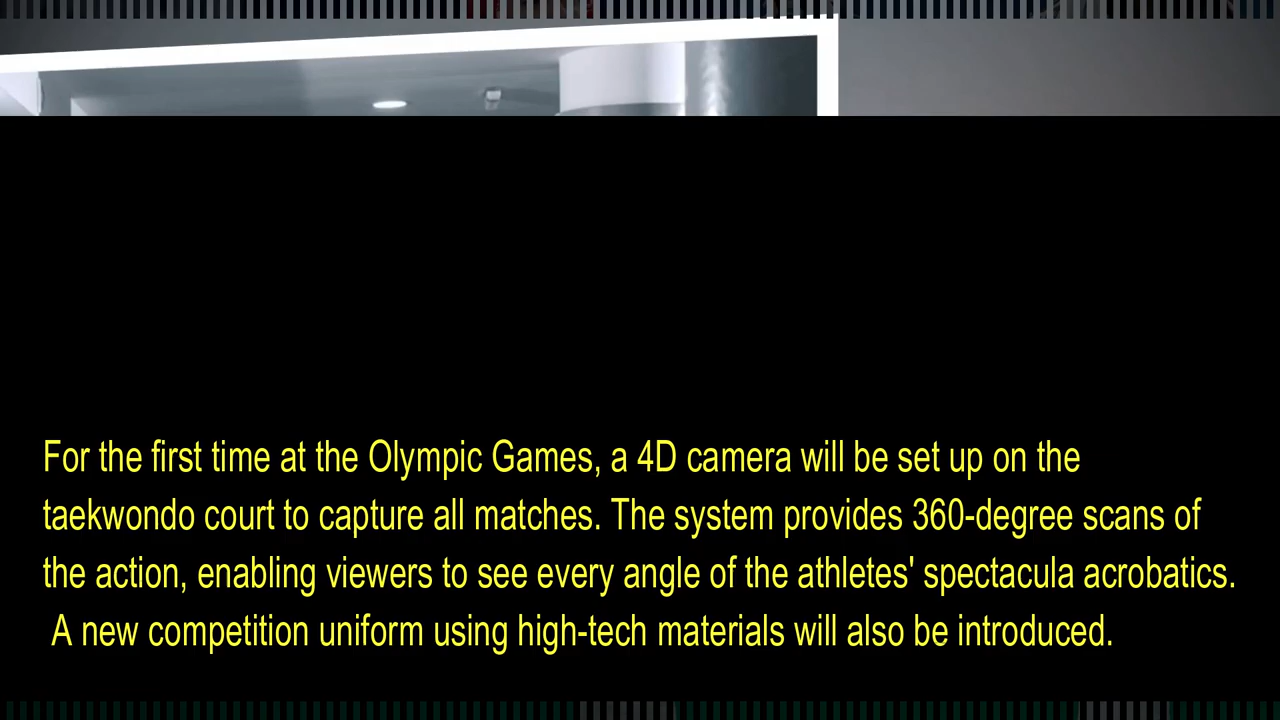 For the first time at the Olympic Games, a 4D camera will be set up on the
taekwondo court to capture all matches. The system provides 360-degree scans of
the action, enabling viewers to see every angle of the athletes' spectacula acrobatics.
A new competition uniform using high-tech materials will also be introduced.